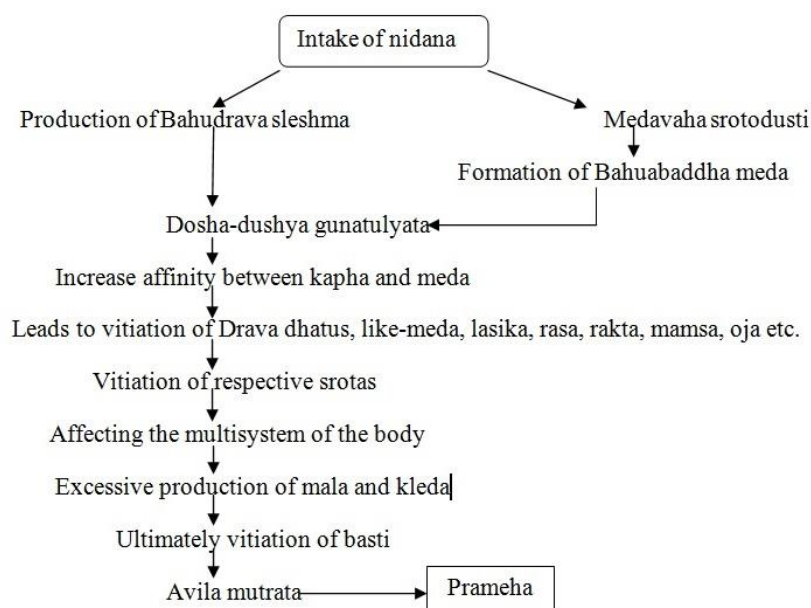 Intake of nidana
Production of Bahudrava sleshma
Medavaha srotodusti
Formation of Bahuabaddha meda
Dosha-dushya gunatulyata
Increase affinity between kapha and meda
Leads to vitiation of Drava dhatus, like-meda, lasika, rasa, rakta, mamsa, oja etc.
Vitiation of respective srotas
Affecting the multisystem of the body
Excessive production of mala and kleda
Ultimately vitiation of basti
Avila mutrata
Prameha